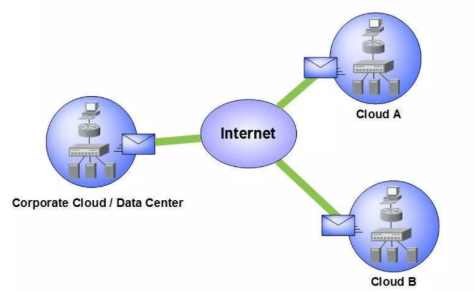 Cloud A
Internet
Corporate Cloud / Data Center
Cloud B